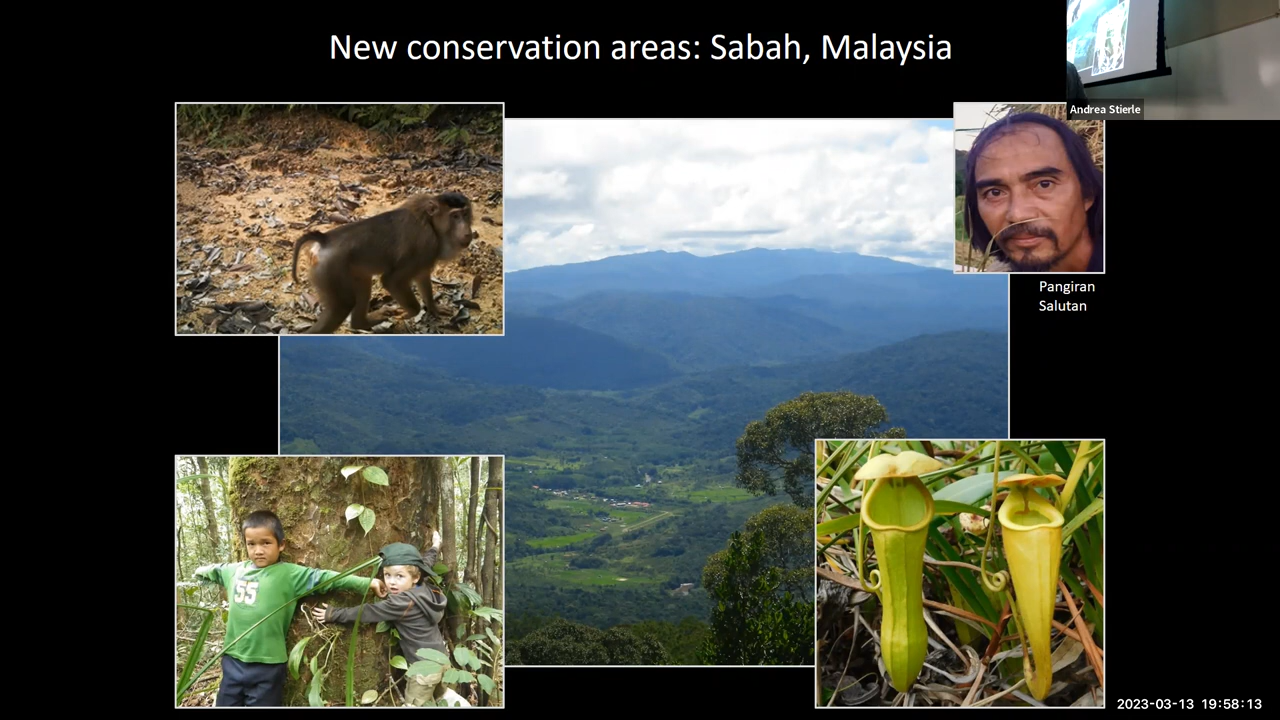 New conservation areas: Sabah, Malaysia
Andrea Stierle
Pangiran
Salutan
55
2023-03-13 19:58:13